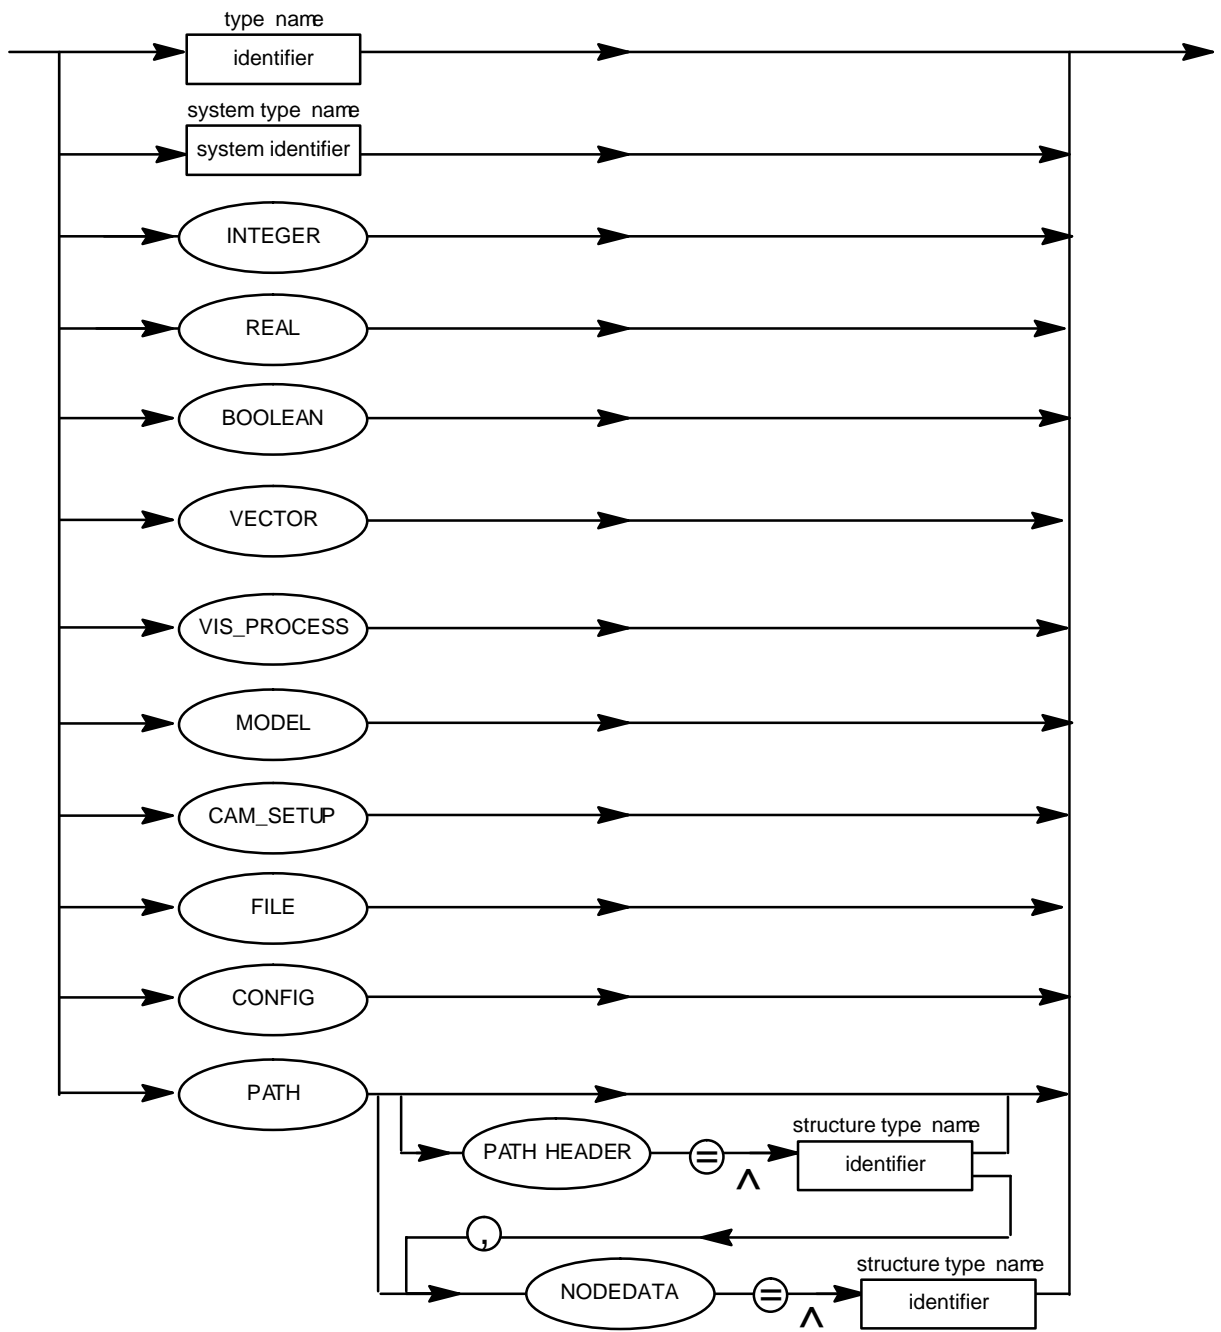 type name
identifier
system type name
system identifier
INTEGER
REAL
BOOLEAN
VECTOR
VIS_PROCESS
MODEL
CAM_SETUP
FILE
CONFIG
PATH
structure type name
PATH HEADER = ^ identifier
,
structure type name
NODEDATA = ^ identifier